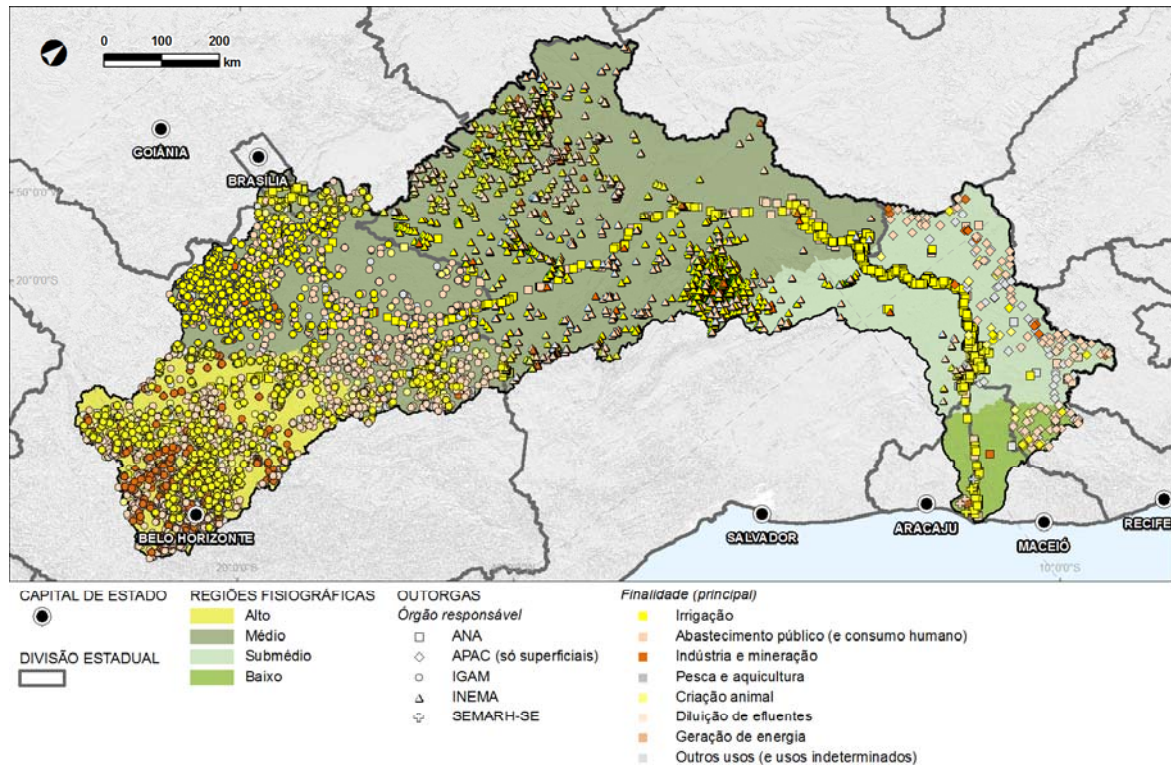 0 100 200
km
GOIÂNIA
BRASÍLIA
50°0'0"
20°0'0"S
BELO HORIZONTE
SALVADOR
ARACAJU
MACEIÓ
RECIFE
20°0'0"S
10°0'0"S
CAPITAL DE ESTADO
DIVISÃO ESTADUAL
REGIÕES FISIOGRÁFICAS
Alto
Médio
Submédio
Baixo
OUTORGAS
Órgão responsável
ANA
APAC (só superficiais)
IGAM
INEMA
SEMARH-SE
Finalidade (principal)
Irrigação
Abastecimento público (e consumo humano)
Indústria e mineração
Pesca e aquicultura
Criação animal
Diluição de efluentes
Geração de energia
Outros usos (e usos indeterminados)